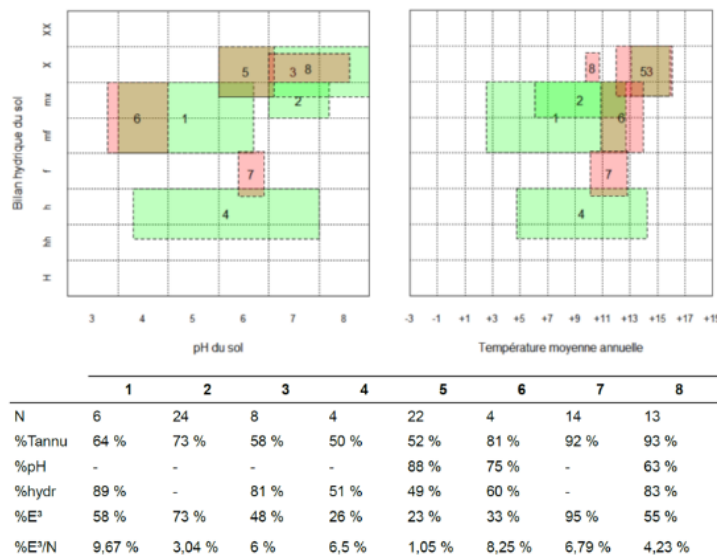 XX
X
mx
mf
f
h
hh
H
Bilan hydrique du sol
5 3 8
2
6 1
7
4
3 4 5 6 7 8
pH du sol
8 53
2
1 6
7
4
-3 -1 +1 +3 +5 +7 +9 +11 +13 +15 +17 +19
Température moyenne annuelle
1 2 3 4 5 6 7 8
N 6 24 8 4 22 4 14 13
%Tannu 64 % 73 % 58 % 50 % 52 % 81 % 92 % 93 %
%pH - - - 88 % 75 % - 63 %
%hydr 89 % - 81 % 51 % 49 % 60 % - 83 %
%E³ 58 % 73 % 48 % 26 % 23 % 33 % 95 % 55 %
%E³/N 9,67 % 3,04 % 6 % 6,5 % 1,05 % 8,25 % 6,79 % 4,23 %